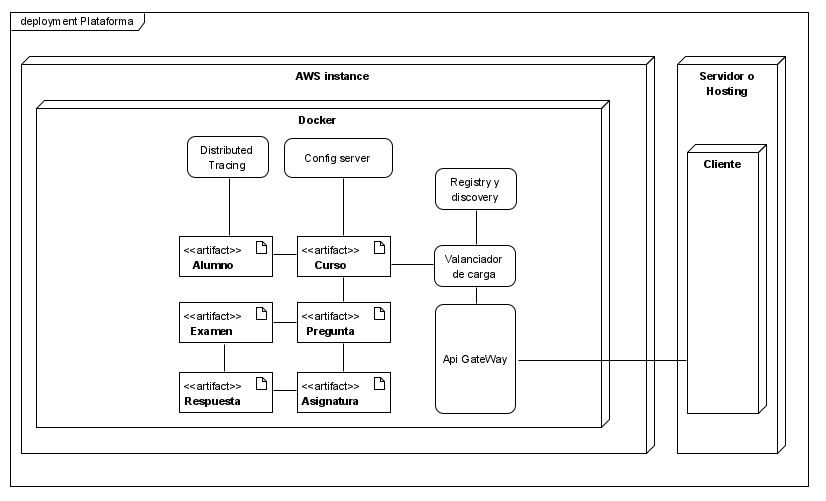 deployment Plataforma
AWS instance
Servidor o
Hosting
Docker
Distributed
Tracing
Config server
Registry y
discovery
Cliente
<<artifact>>
Alumno
<<artifact>>
Curso
Valanciador
de carga
<<artifact>>
Examen
<<artifact>>
Pregunta
Api GateWay
<<artifact>>
Respuesta
<<artifact>>
Asignatura